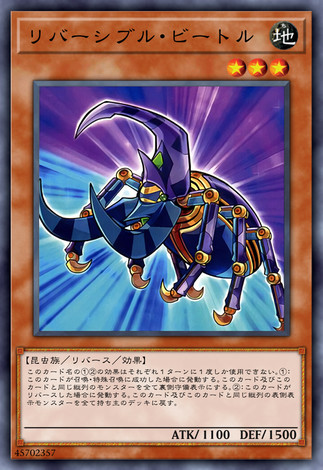 リバーシブル・ビートル
地
【昆虫族／リバース／効果】
このカード名の①②の効果はそれぞれ１ターンに１度しか使用できない。①：
このカードが召喚・特殊召喚に成功した場合に発動する。このカード及びこ
のカードと同じ縦列のモンスターを全て裏側守備表示にする。②：このカードが
リバースした場合に発動する。このカード及びこのカードと同じ縦列の表側表
示モンスターを全て持ち主のデッキに戻す。
ATK/ 1100 DEF/1500
45702357